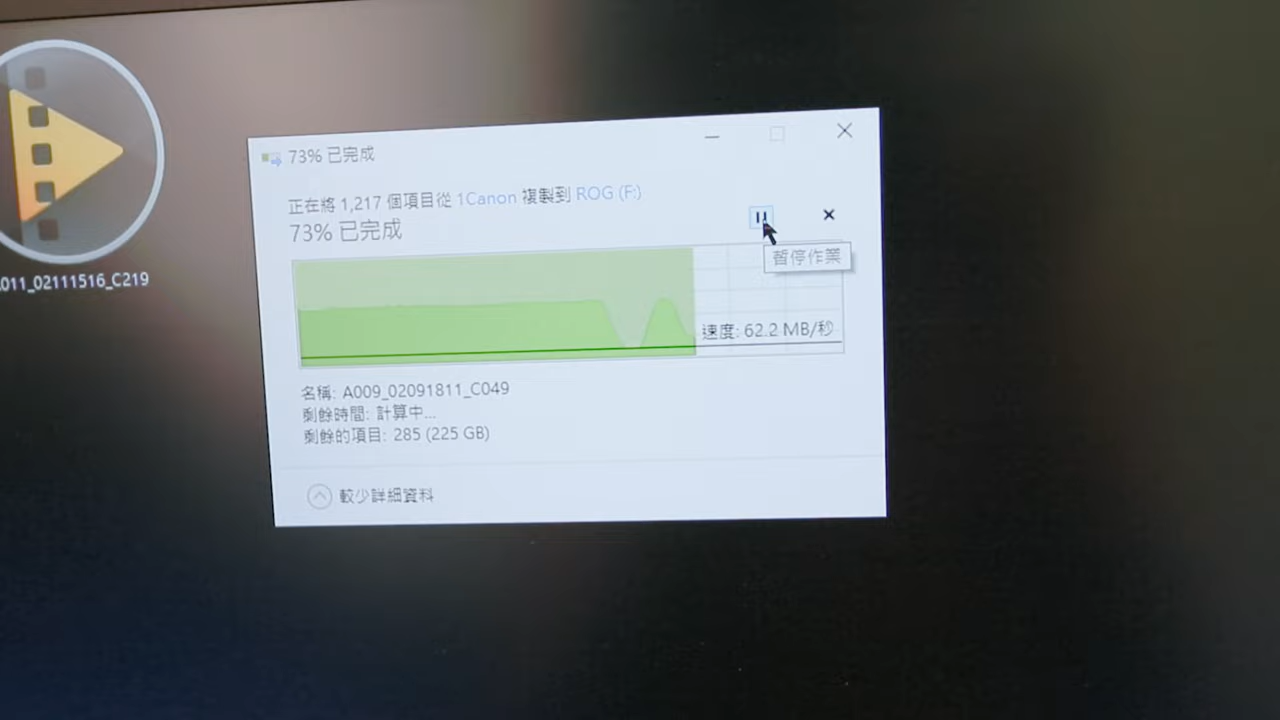 73% 已完成
正在將 1,217 個項目從 1Canon 複製到 ROG (F:)
73% 已完成
暫停作業
速度: 62.2 MB/秒
名稱: A009_02091811_C049
剩餘時間: 計算中...
剩餘的項目: 285 (225 GB)
較少詳細資料
011_02111516_C219